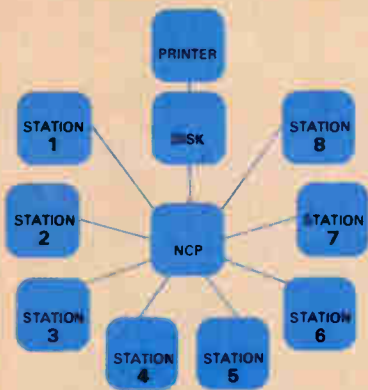 PRINTER
STATION
1
STATION
8
STATION
2
NCP
STATION
7
STATION
3
STATION
4
STATION
5
STATION
6